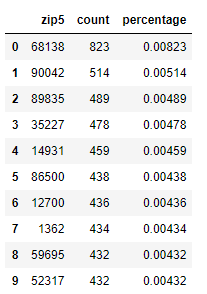 zip5 count percentage
0 68138 823 0.00823
1 90042 514 0.00514
2 89835 489 0.00489
3 35227 478 0.00478
4 14931 459 0.00459
5 86500 438 0.00438
6 12700 436 0.00436
7 1362 434 0.00434
8 59695 432 0.00432
9 52317 432 0.00432